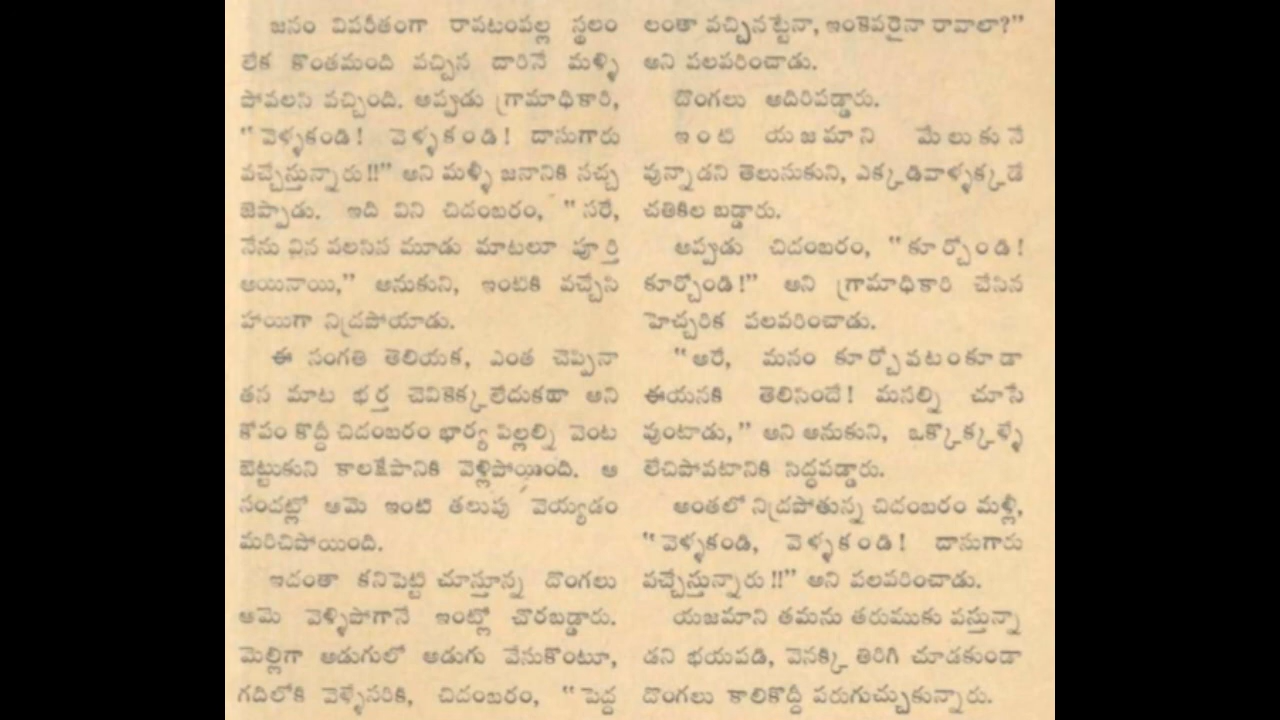 జనం విపరీతంగా రావటంవల్ల స్థలం
లేక కొంతమంది వచ్చిన దారినే మళ్ళి
పోవలసి వచ్చింది. అప్పుడు గ్రామాధికారి,
"వెళ్ళకండి! వెళ్ళకండి! దాసుగారు
వచ్చేస్తున్నారు!!" అని మళ్ళీ జనానికి నచ్చ
జెప్పాడు. ఇది విని చిదంబరం, "సరే,
నేను విన వలసిన మూడు మాటలూ పూర్తి
అయినాయి," అనుకుని, ఇంటికి వచ్చేసి
హాయిగా నిద్రపోయాడు.
ఈ సంగతి తెలియక, ఎంత చెప్పినా
తన మాట భర్త చెవికెక్కలేదుకదా అని
కోపం కొద్దీ చిదంబరం భార్య పిల్లల్ని వెంట
బెట్టుకుని కాలక్షేపానికి వెళ్లిపోయింది. ఆ
సందట్లో ఆమె ఇంటి తలుపు వెయ్యడం
మరిచిపోయింది.
ఇదంతా కనిపెట్టి చూస్తూన్న దొంగలు
ఆమె వెళ్ళిపోగానే ఇంట్లో చొరబడ్డారు.
మెల్లిగా అడుగులో అడుగు వేసుకొంటూ,
గదిలోకి వెళ్ళేసరికి, చిదంబరం, "పెద్ద
లంతా వచ్చినట్టేనా, ఇంకెవరైనా రావాలా?"
అని పలవరించాడు.
దొంగలు అదిరిపడ్డారు.
ఇంటి యజమాని మేలుకునే
వున్నాడని తెలుసుకుని, ఎక్కడివాళ్ళక్కడే
చతికిల బడ్డారు.
అప్పుడు చిదంబరం, "కూర్చోండి!
కూర్చోండి!" అని గ్రామాధికారి చేసిన
హెచ్చరిక పలవరించాడు.
"అరే, మనం కూర్చోవటంకూడా
ఈయనకి తెలిసిందే! మనల్ని చూసే
వుంటాడు," అని అనుకుని, ఒక్కొక్కళ్ళే
లేచిపోవటానికి సిద్ధపడ్డారు.
అంతలో నిద్రపోతున్న చిదంబరం మళ్లీ,
"వెళ్ళకండి, వెళ్ళకండి! దాసుగారు
వచ్చేస్తున్నారు!!" అని పలవరించాడు.
యజమాని తమను తరుముకు వస్తున్నా
డని భయపడి, వెనక్కి తిరిగి చూడకుండా
దొంగలు కాలికొద్దీ పరుగుచ్చుకున్నారు.